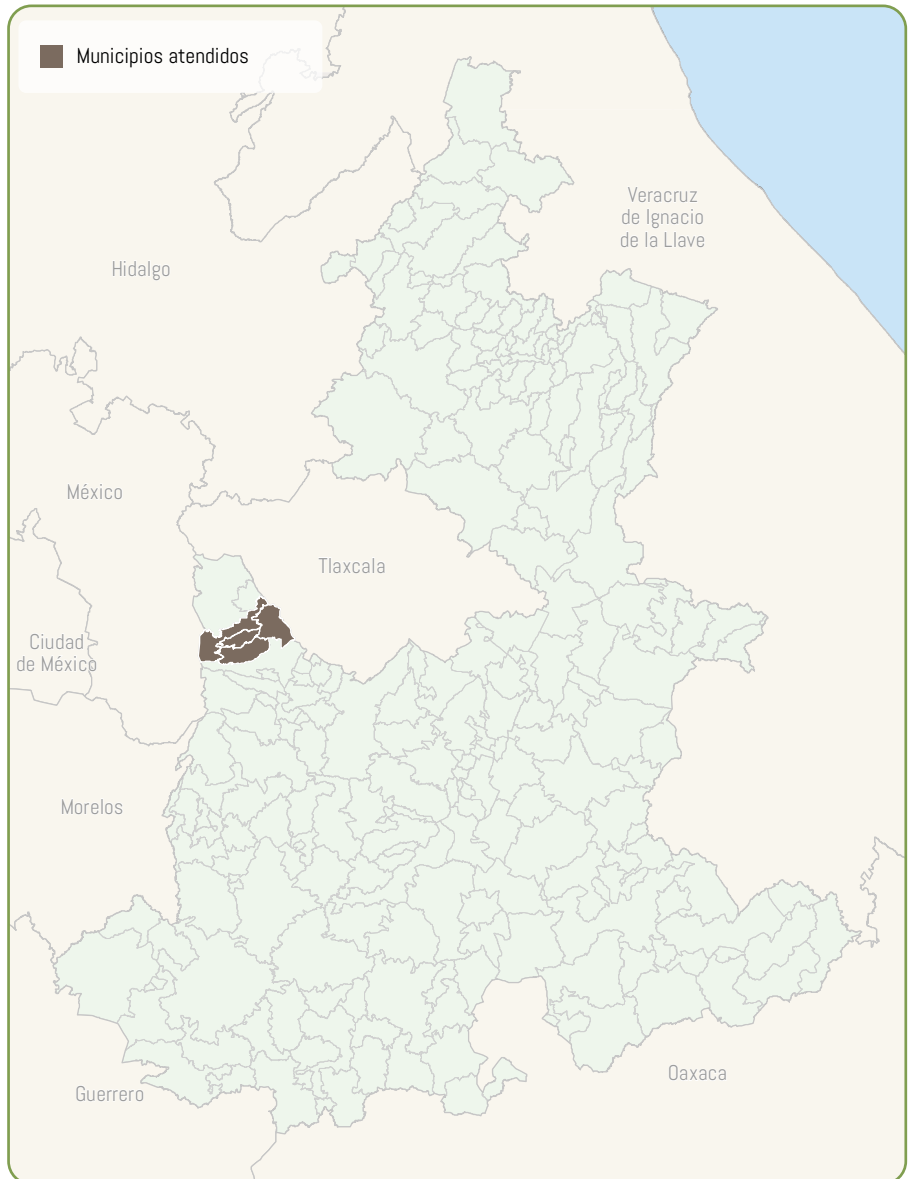 Municipios atendidos
Veracruz
de Ignacio
de la Llave
Hidalgo
México
Tlaxcala
Ciudad
de México
Morelos
Oaxaca
Guerrero